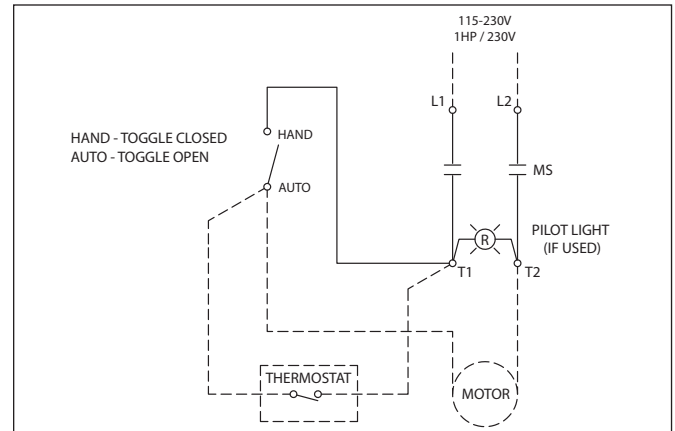 115-230V
1HP / 230V
L1
L2
HAND - TOGGLE CLOSED
AUTO - TOGGLE OPEN
HAND
MS
AUTO
PILOT LIGHT
(IF USED)
R
T1
T2
THERMOSTAT
MOTOR